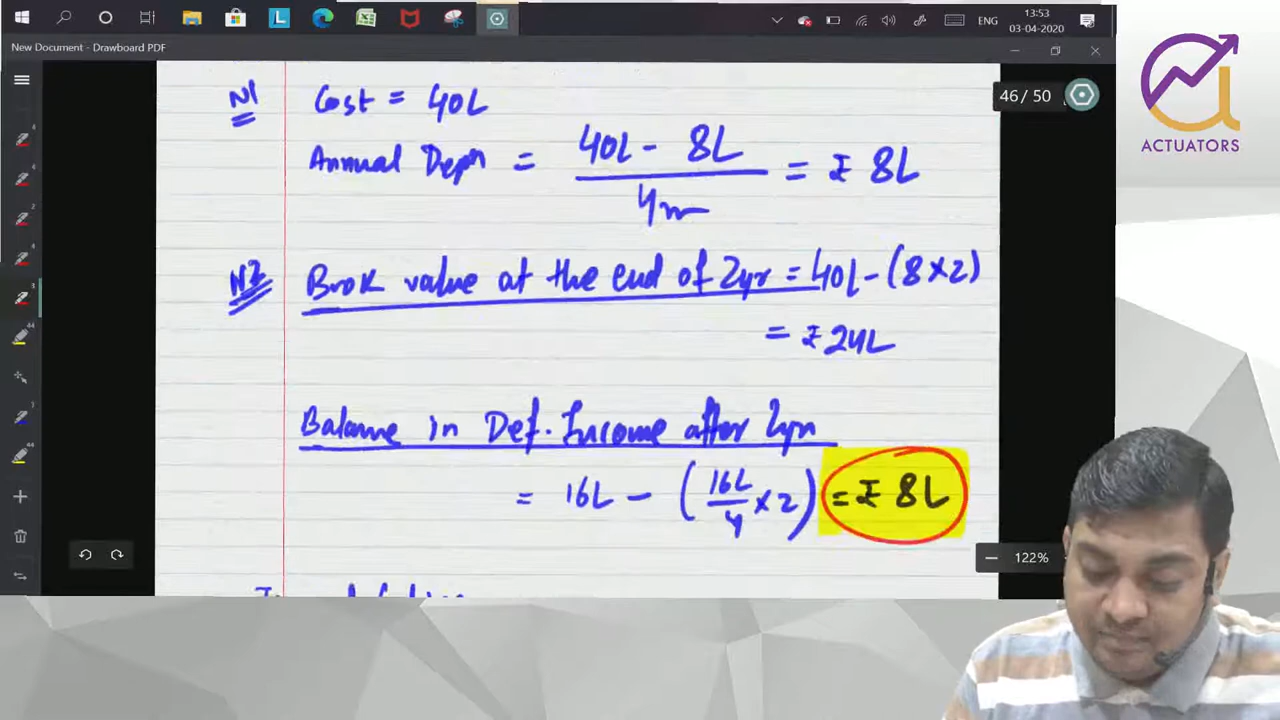 13:53
ENG
03-04-2020
New Document - Drawboard PDF
46/50
ACTUATORS
N1 Cost = 40L
Annual Depn = 40L - 8L / 4yr = ₹ 8L
N2 Book value at the end of 2yr = 40L - (8×2)
= ₹24L
Balance in Def. Income after 2yrs
= 16L - (16L/4 × 2) = ₹ 8L
122%